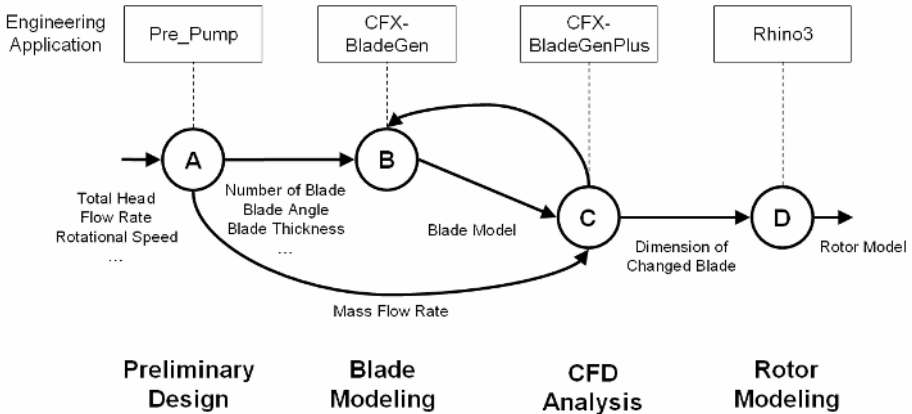 Engineering
Application
Pre_Pump
CFX-
BladeGen
CFX-
BladeGenPlus
Rhino3
A
B
C
D
Total Head
Flow Rate
Rotational Speed
...
Number of Blade
Blade Angle
Blade Thickness
...
Blade Model
Dimension of
Changed Blade
Rotor Model
Mass Flow Rate
Preliminary
Design
Blade
Modeling
CFD
Analysis
Rotor
Modeling